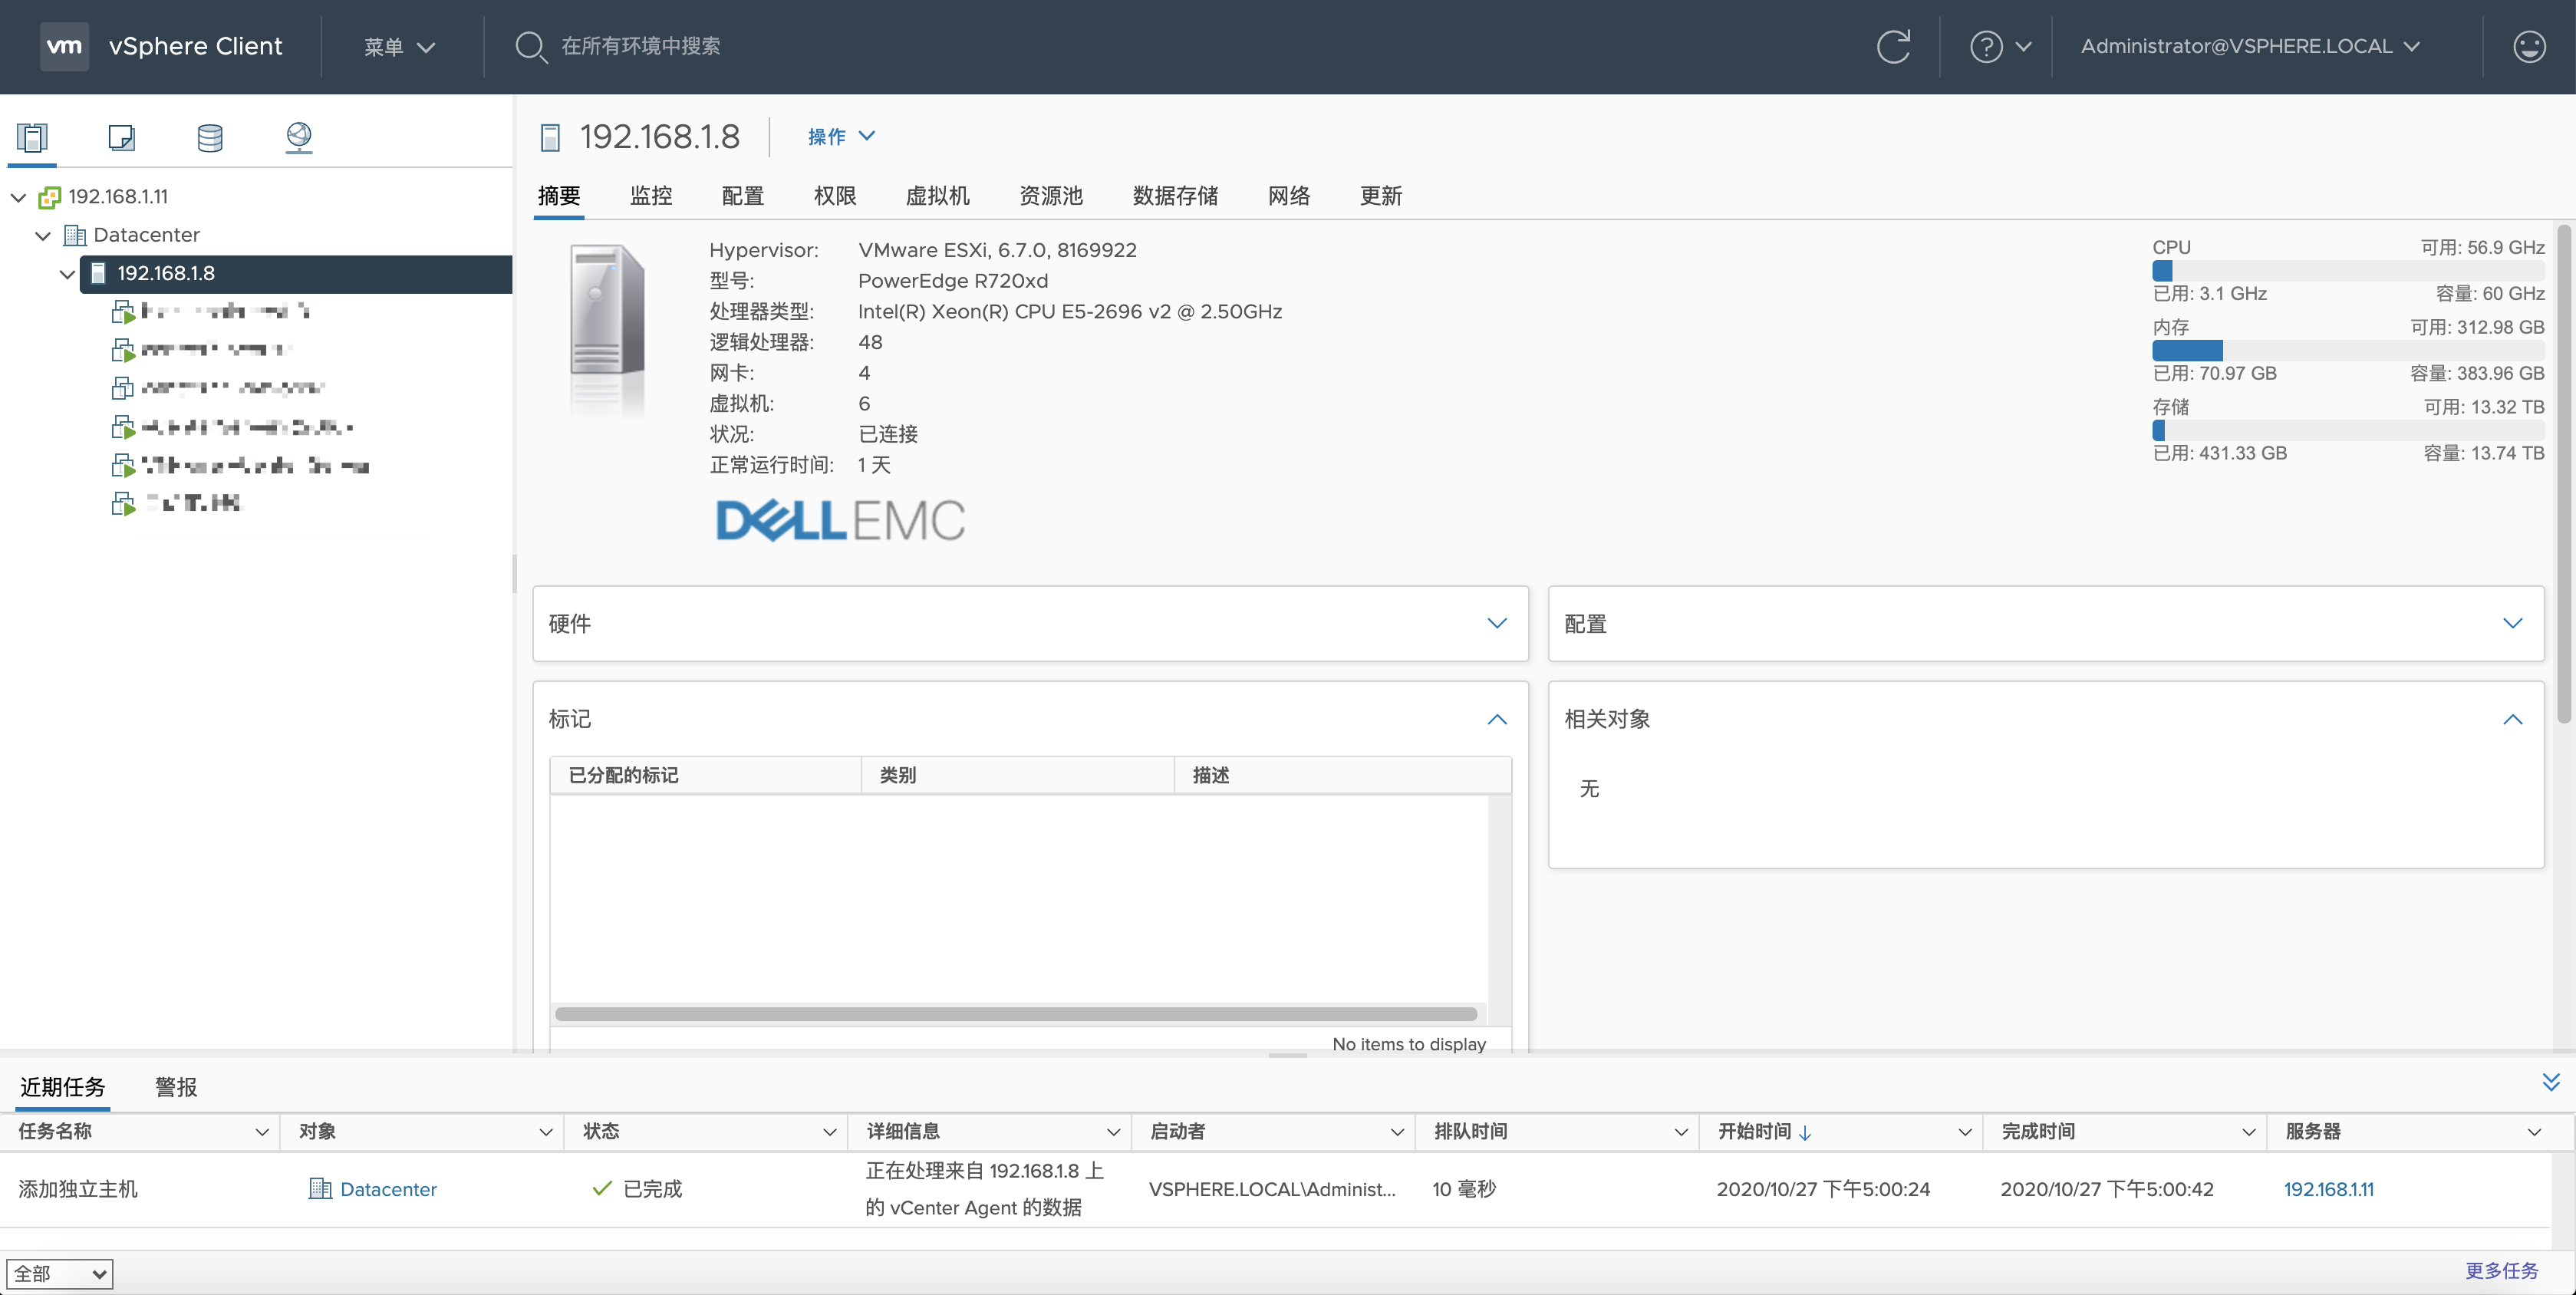 vm vSphere Client 菜单 在所有环境中搜索 Administrator@VSPHERE.LOCAL
192.168.1.11
Datacenter
192.168.1.8
192.168.1.8 操作
摘要 监控 配置 权限 虚拟机 资源池 数据存储 网络 更新
Hypervisor: VMware ESXi, 6.7.0, 8169922
型号: PowerEdge R720xd
处理器类型: Intel(R) Xeon(R) CPU E5-2696 v2 @ 2.50GHz
逻辑处理器: 48
网卡: 4
虚拟机: 6
状况: 已连接
正常运行时间: 1 天
DELLEMC
CPU 可用: 56.9 GHz
已用: 3.1 GHz 容量: 60 GHz
内存 可用: 312.98 GB
已用: 70.97 GB 容量: 383.96 GB
存储 可用: 13.32 TB
已用: 431.33 GB 容量: 13.74 TB
硬件
配置
标记
已分配的标记 类别 描述
No items to display
相关对象
无
近期任务 警报
任务名称 对象 状态 详细信息 启动者 排队时间 开始时间 完成时间 服务器
添加独立主机 Datacenter 已完成 正在处理来自 192.168.1.8 上
的 vCenter Agent 的数据 VSPHERE.LOCAL\Administ... 10 毫秒 2020/10/27 下午5:00:24 2020/10/27 下午5:00:42 192.168.1.11
全部 更多任务